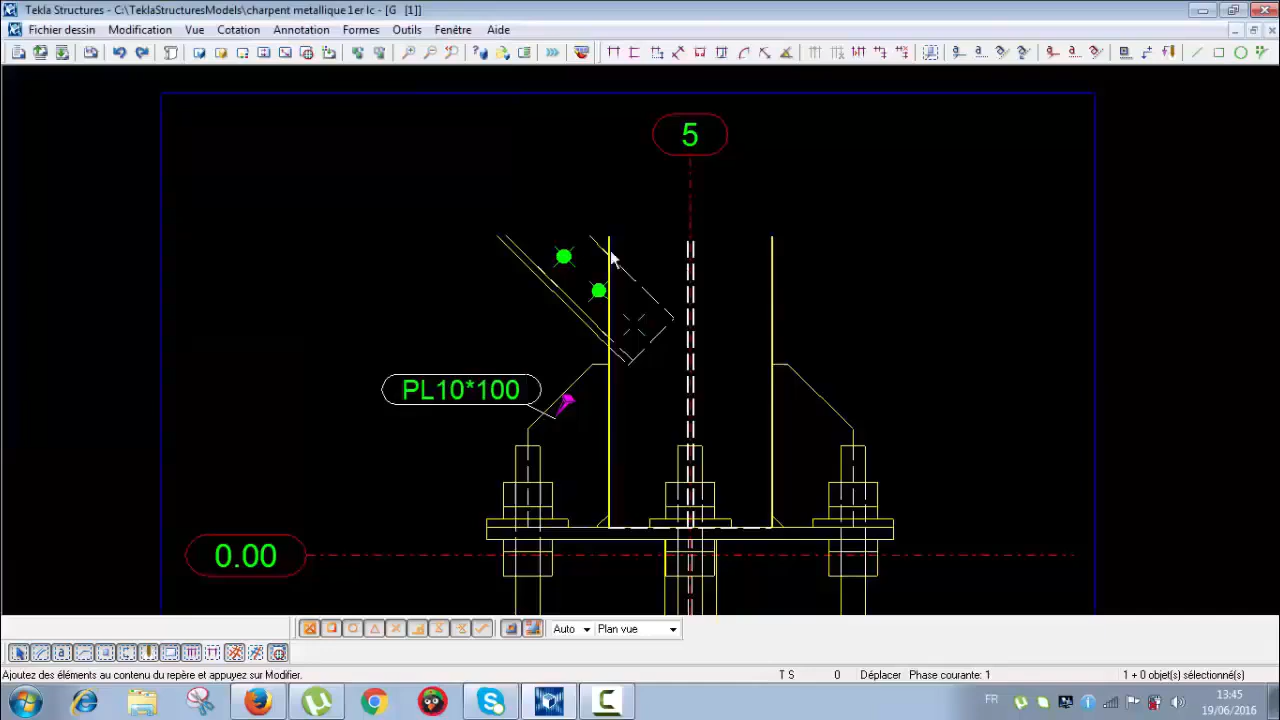 Tekla Structures - C:\TeklaStructuresModels\charpent metallique 1er lc - [G [1]]
Fichier dessin Modification Vue Cotation Annotation Formes Outils Fenêtre Aide
5
PL10*100
0.00
Auto Plan vue
Ajoutez des éléments au contenu du repère et appuyez sur Modifier. T S 0 Déplacer Phase courante: 1 1 + 0 objet(s) sélectionné(s)
FR 13:45
19/06/2016